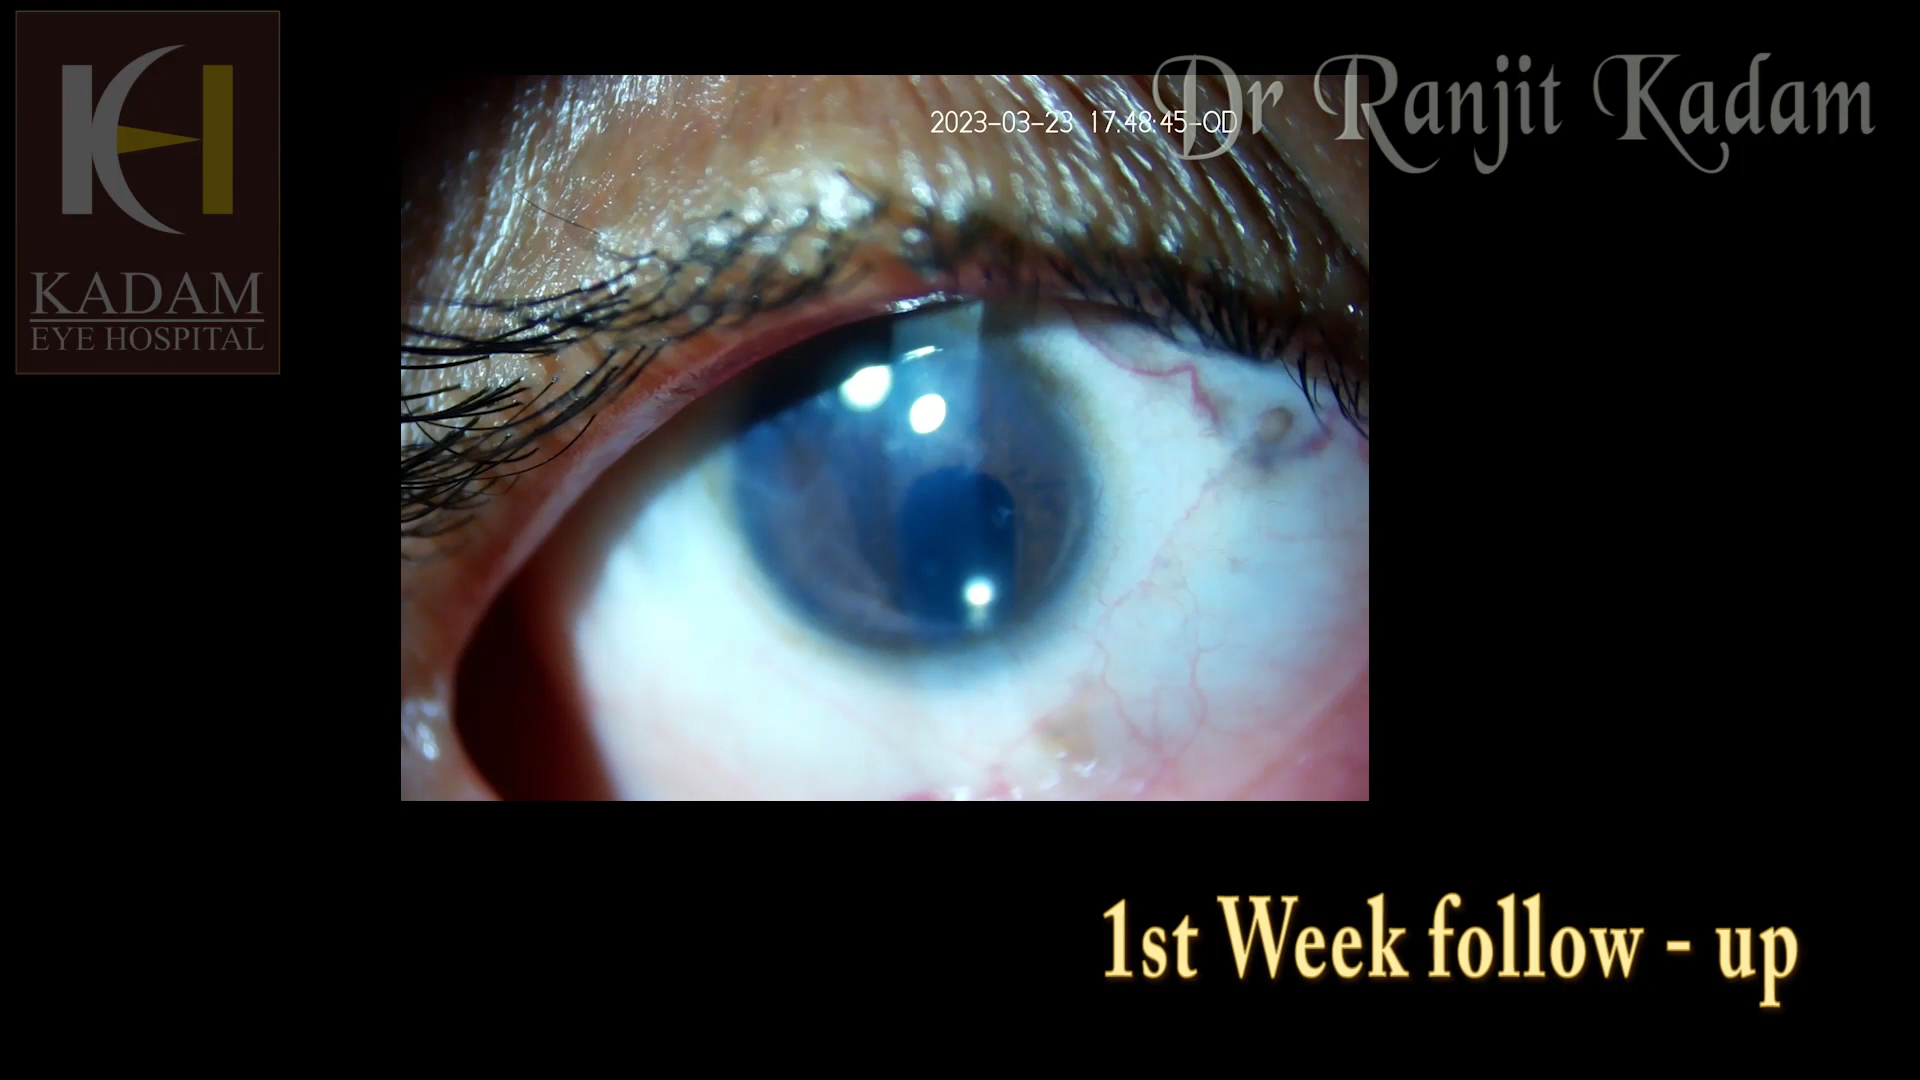 KADAM
EYE HOSPITAL
Dr Ranjit Kadam
2023-03-23 17:48:45-OD
1st Week follow - up